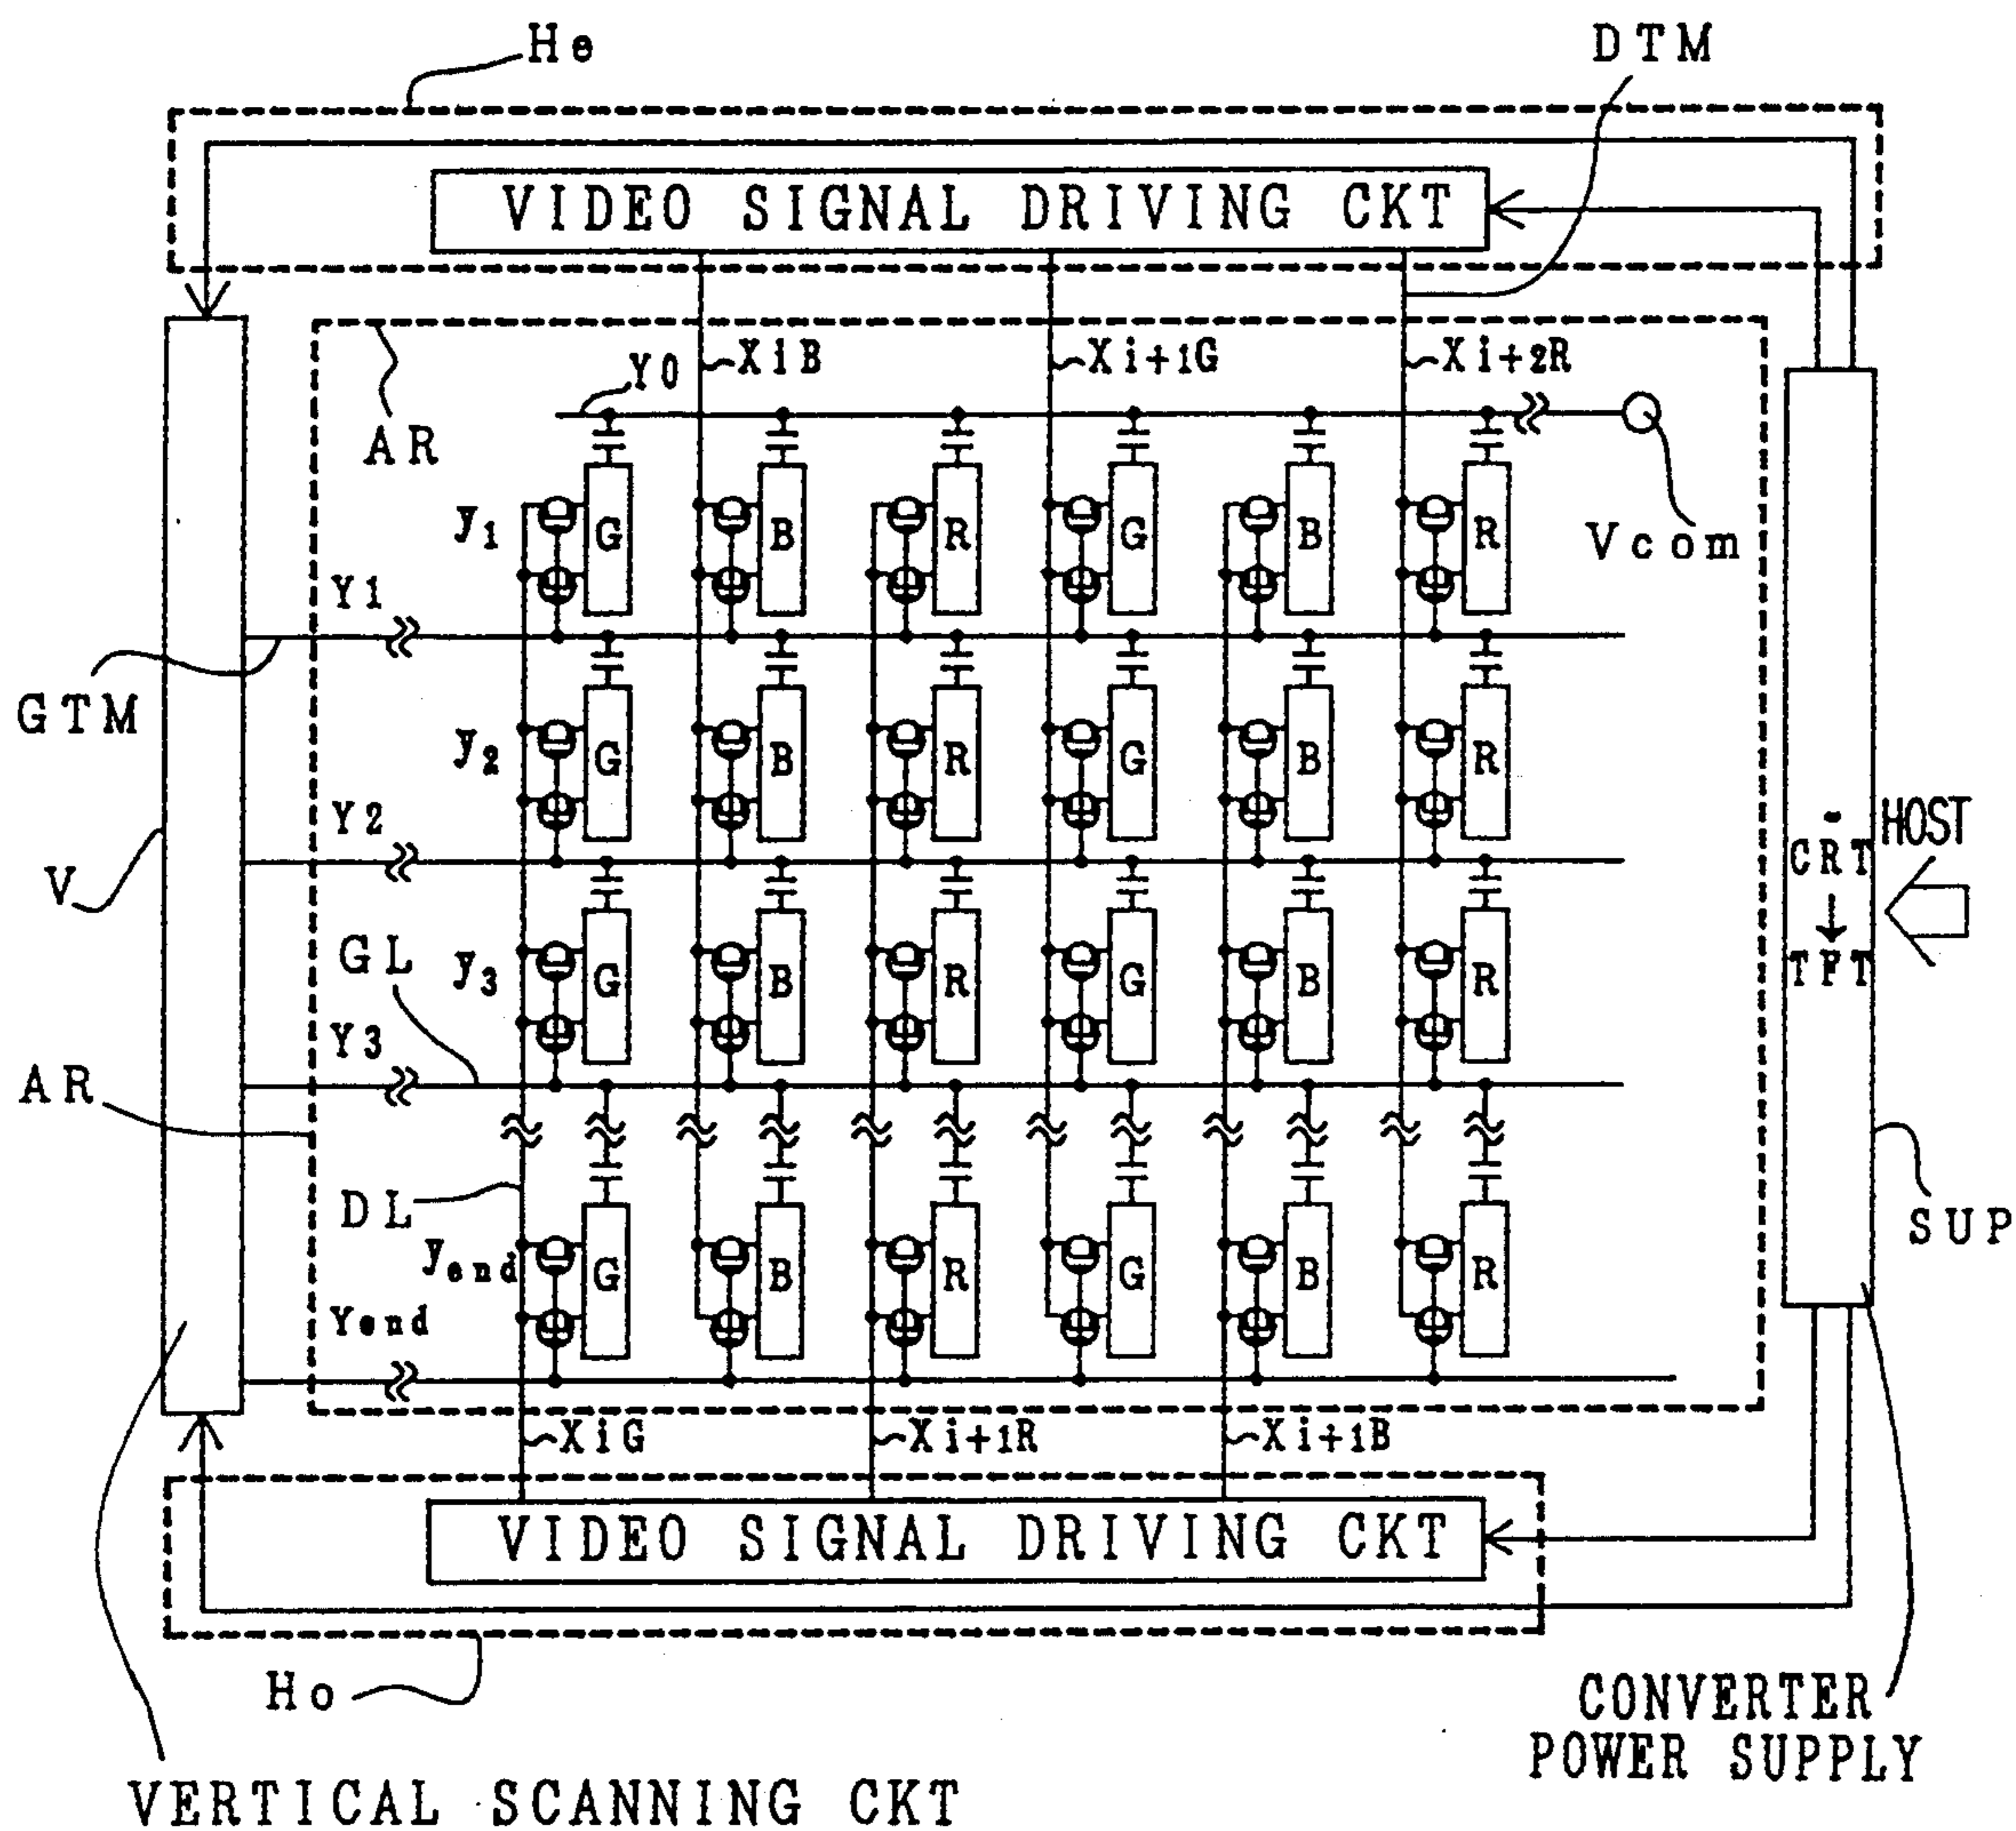 He
DTM
VIDEO SIGNAL DRIVING CKT
XiB
Xi+1G
Xi+2R
Y0
AR
Vcom
y1
G B R G B R
Y1
GTM
y2
G B R G B R
Y2
HOST
CRT
↓
TFT
V
GL
y3
G B R G B R
Y3
AR
DL
SUP
yend
G B R G B R
Yend
XiG
Xi+1R
Xi+1B
VIDEO SIGNAL DRIVING CKT
Ho
CONVERTER
POWER SUPPLY
VERTICAL SCANNING CKT